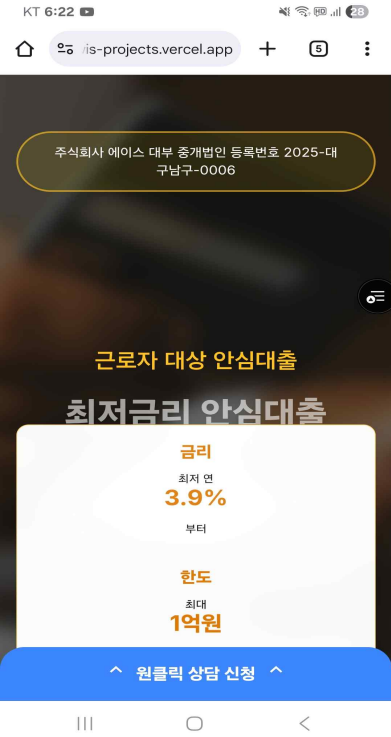 KT 6:22 28
is-projects.vercel.app 5
주식회사 에이스 대부 중개법인 등록번호 2025-대
구남구-0006
근로자 대상 안심대출
최저금리 안심대출
금리
최저 연
3.9%
부터
한도
최대
1억원
원클릭 상담 신청